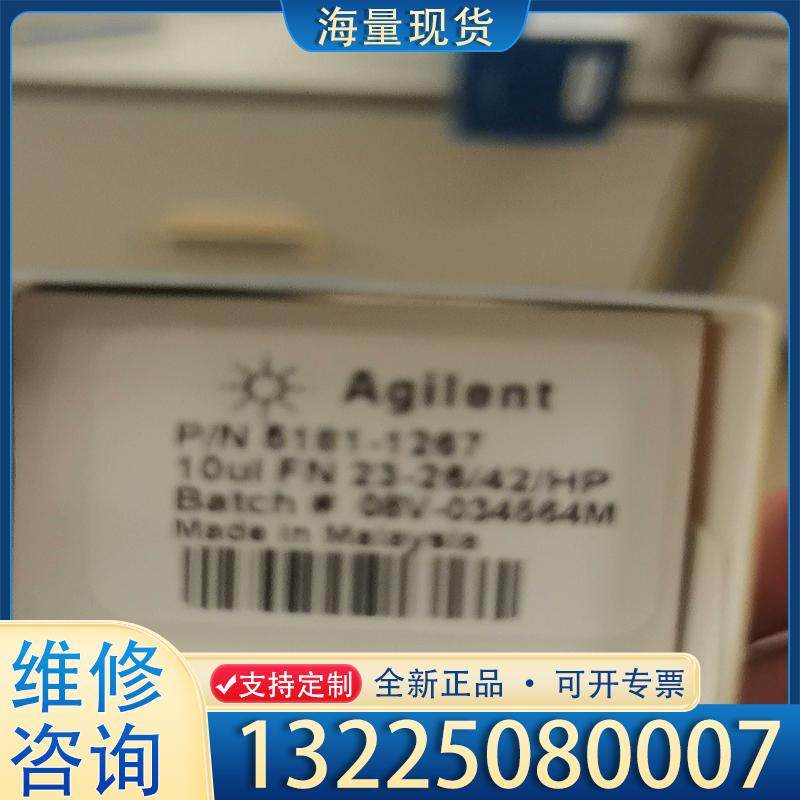 海量现货
Agilent
P/N 5181-1267
10ul FN 23-26/42/HP
Batch # 08V-034564M
Made in Malaysia
维修
咨询
支持定制 全新正品 · 可开专票
13225080007